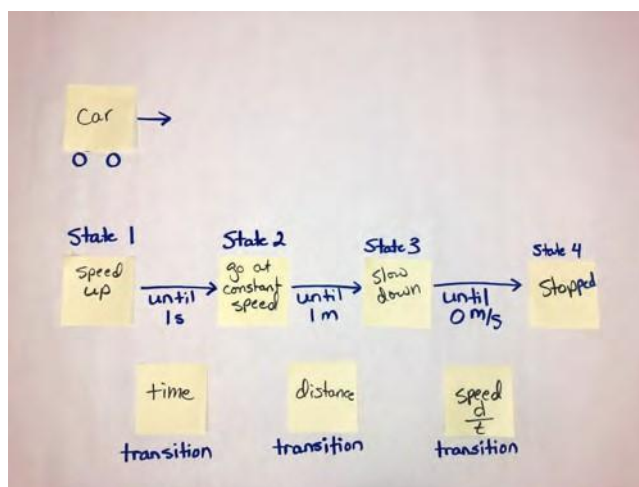 Car
State 1
State 2
State 3
State 4
speed
up
until
1s
go at
constant
speed
until
1m
slow
down
until
0 m/s
Stopped
time
distance
speed
d
t
transition
transition
transition